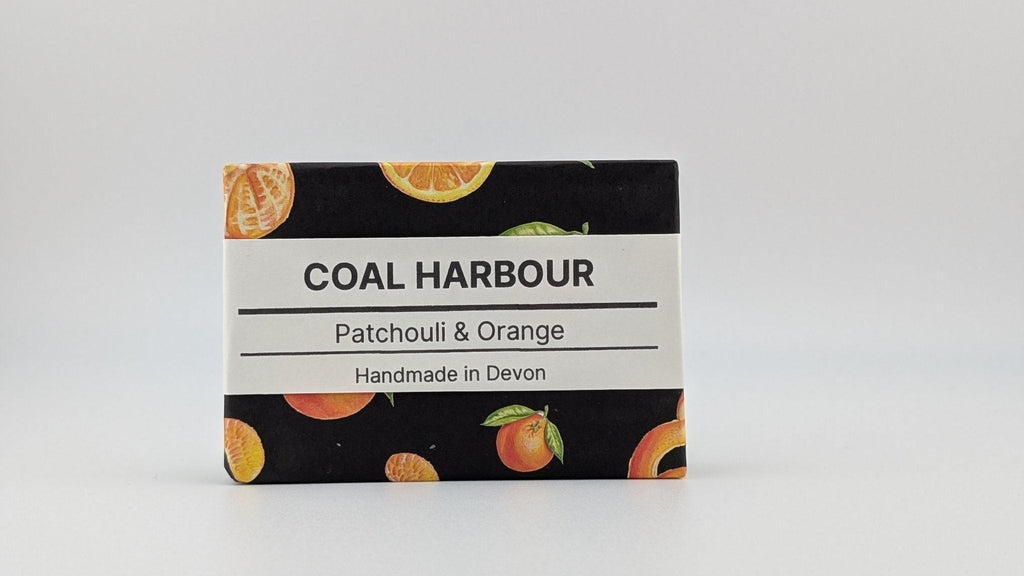 COAL HARBOUR
Patchouli & Orange
Handmade in Devon